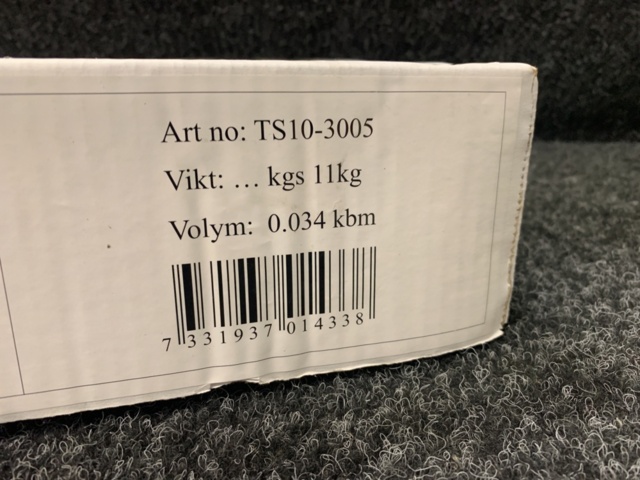 Art no: TS10-3005
Vikt: ... kgs 11kg
Volym: 0.034 kbm
7 331937 014338